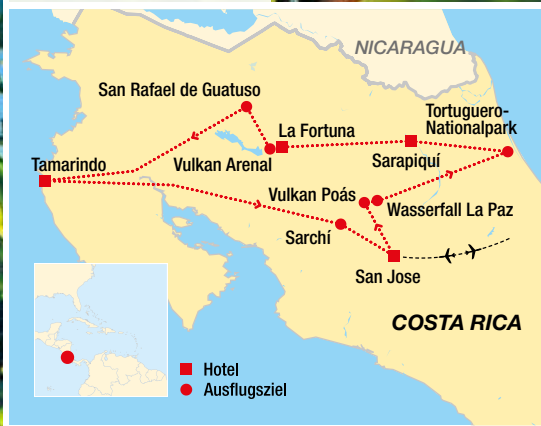 NICARAGUA
San Rafael de Guatuso
Tortuguero-
Nationalpark
La Fortuna
Tamarindo
Vulkan Arenal
Sarapiquí
Vulkan Poás
Wasserfall La Paz
Sarchí
San Jose
COSTA RICA
Hotel
Ausflugsziel